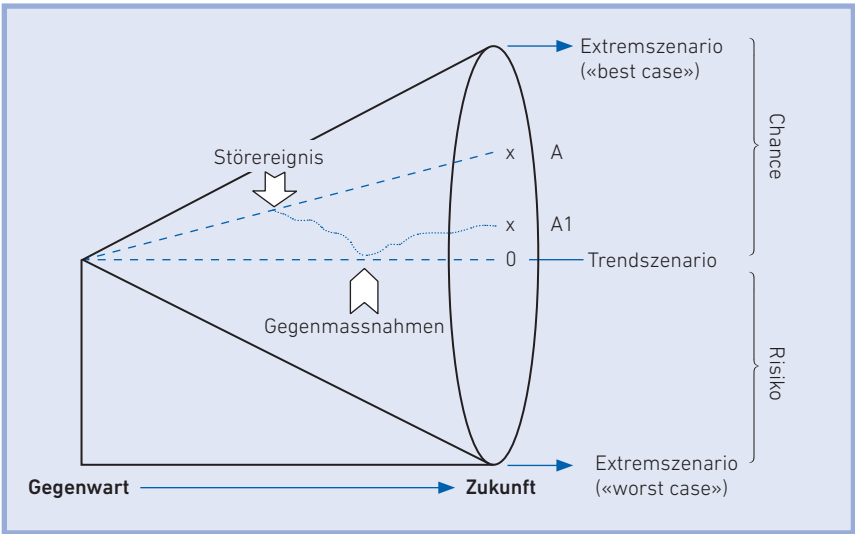 Extremszenario
(«best case»)
Chance
Störereignis
x A
x A1
0 Trendszenario
Gegenmassnahmen
Risiko
Extremszenario
(«worst case»)
Gegenwart Zukunft